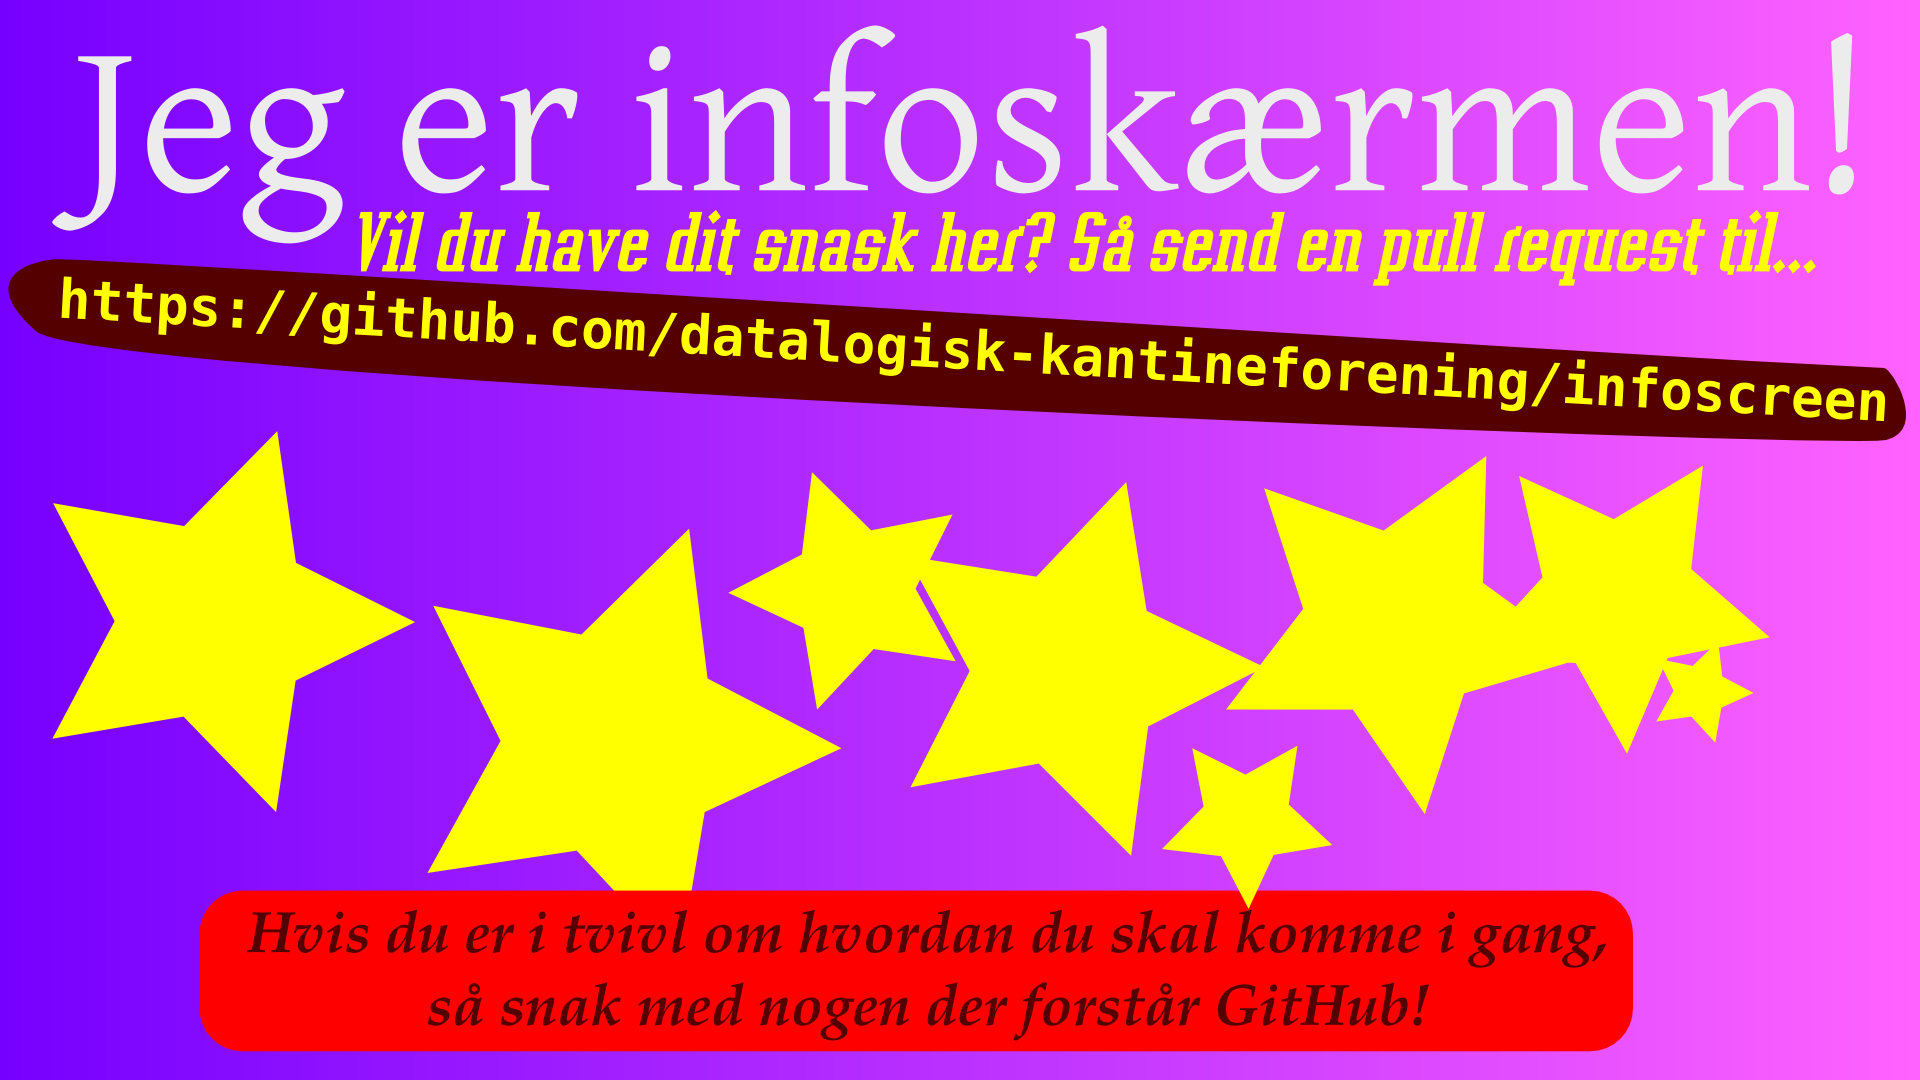 Jeg er infoskærmen!
Vil du have dit snask her? Så send en pull request til...
https://github.com/datalogisk-kantineforening/infoscreen
Hvis du er i tvivl om hvordan du skal komme i gang,
så snak med nogen der forstår GitHub!